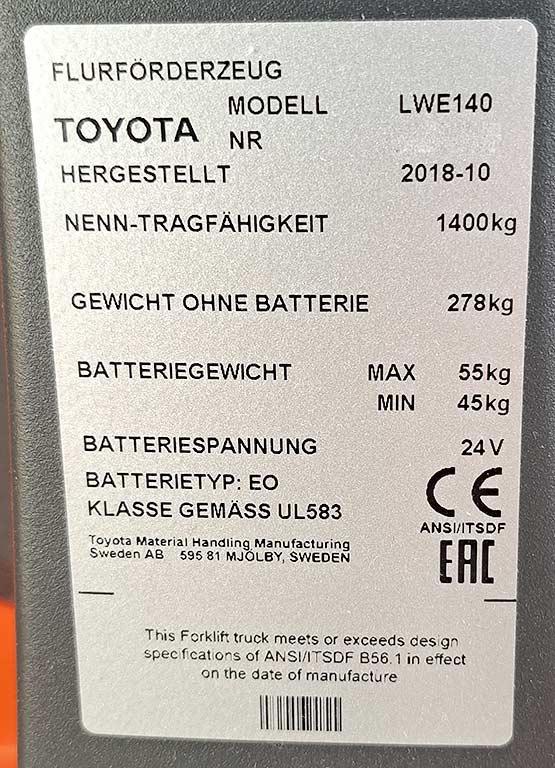 FLURFÖRDERZEUG
MODELL LWE140
TOYOTA NR
HERGESTELLT 2018-10
NENN-TRAGFÄHIGKEIT 1400kg
GEWICHT OHNE BATTERIE 278kg
BATTERIEGEWICHT MAX 55kg
MIN 45kg
BATTERIESPANNUNG 24V
BATTERIETYP: EO
KLASSE GEMÄSS UL583
CE
ANSI/ITSDF
Toyota Material Handling Manufacturing
Sweden AB 595 81 MJÖLBY, SWEDEN
EAC
This Forklift truck meets or exceeds design
specifications of ANSI/ITSDF B56.1 in effect
on the date of manufacture